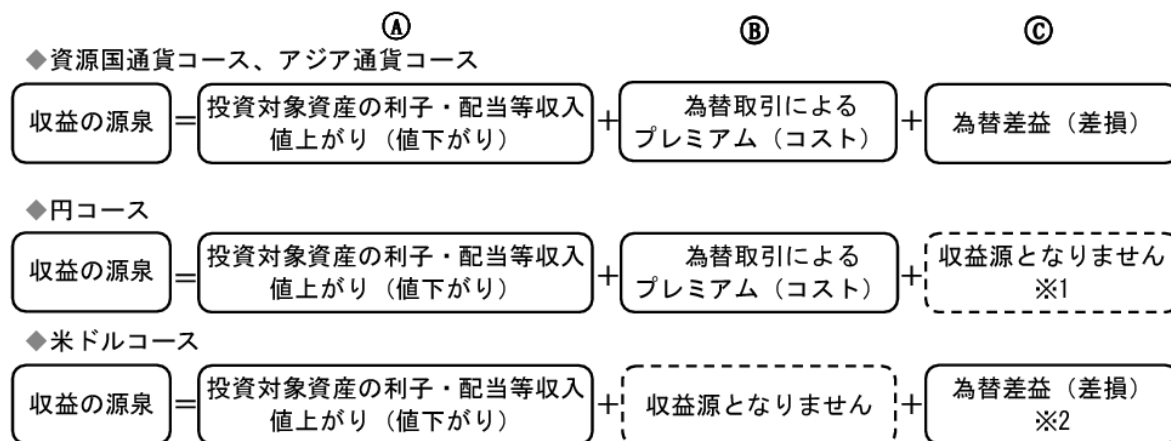 Ⓐ Ⓑ Ⓒ
◆資源国通貨コース、アジア通貨コース
収益の源泉 = 投資対象資産の利子・配当等収入 値上がり（値下がり） + 為替取引による プレミアム（コスト） + 為替差益（差損）
◆円コース
収益の源泉 = 投資対象資産の利子・配当等収入 値上がり（値下がり） + 為替取引による プレミアム（コスト） + 収益源となりません ※1
◆米ドルコース
収益の源泉 = 投資対象資産の利子・配当等収入 値上がり（値下がり） + 収益源となりません + 為替差益（差損） ※2